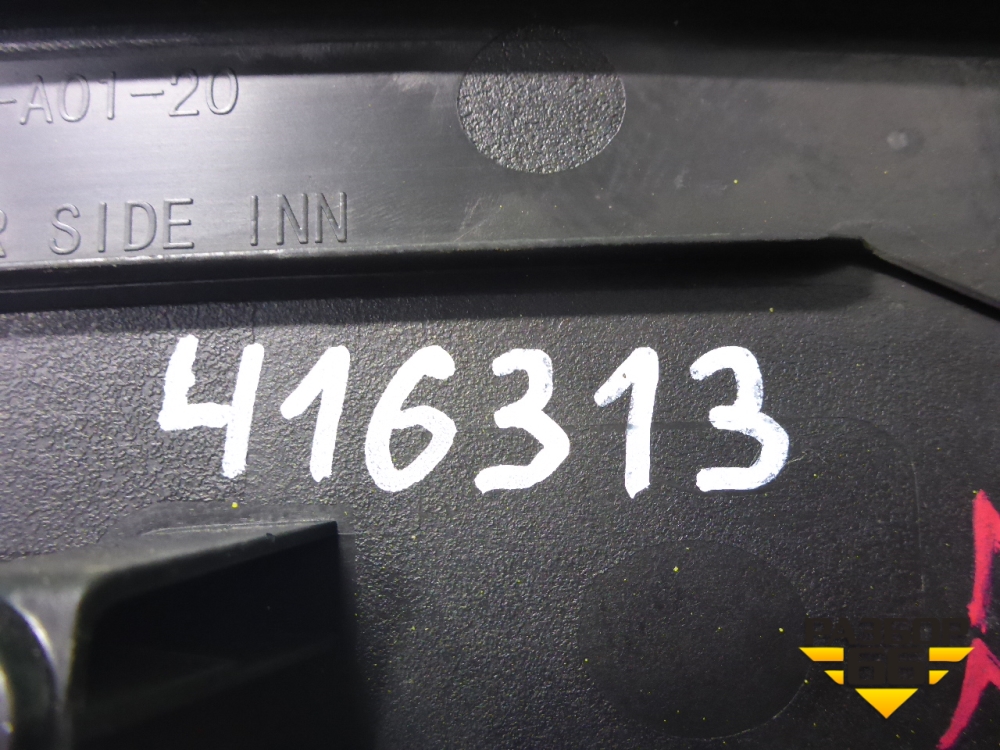 -A01-20
R SIDE INN
416313